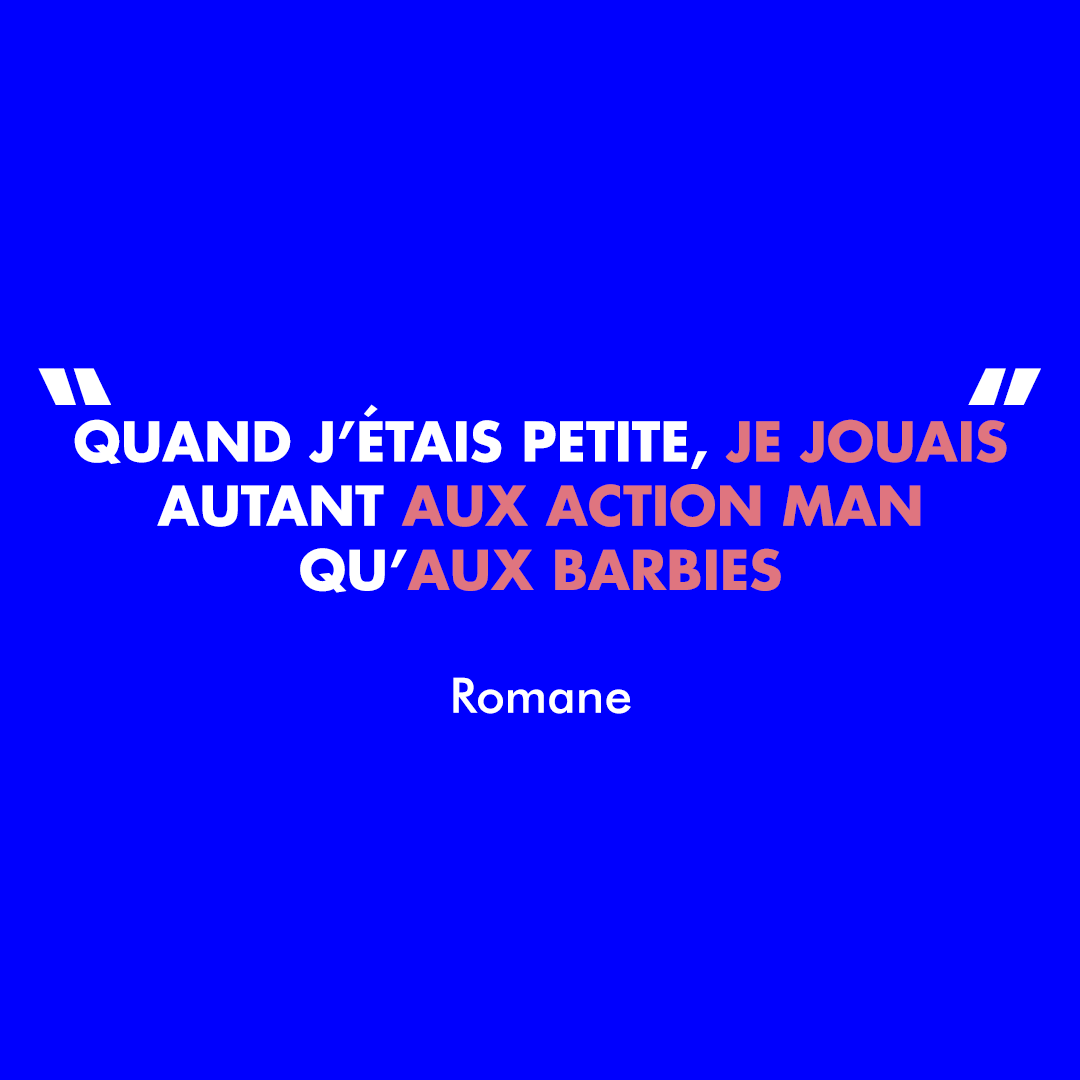 "QUAND J’ÉTAIS PETITE, JE JOUAIS"
AUTANT AUX ACTION MAN
QU’AUX BARBIES
Romane